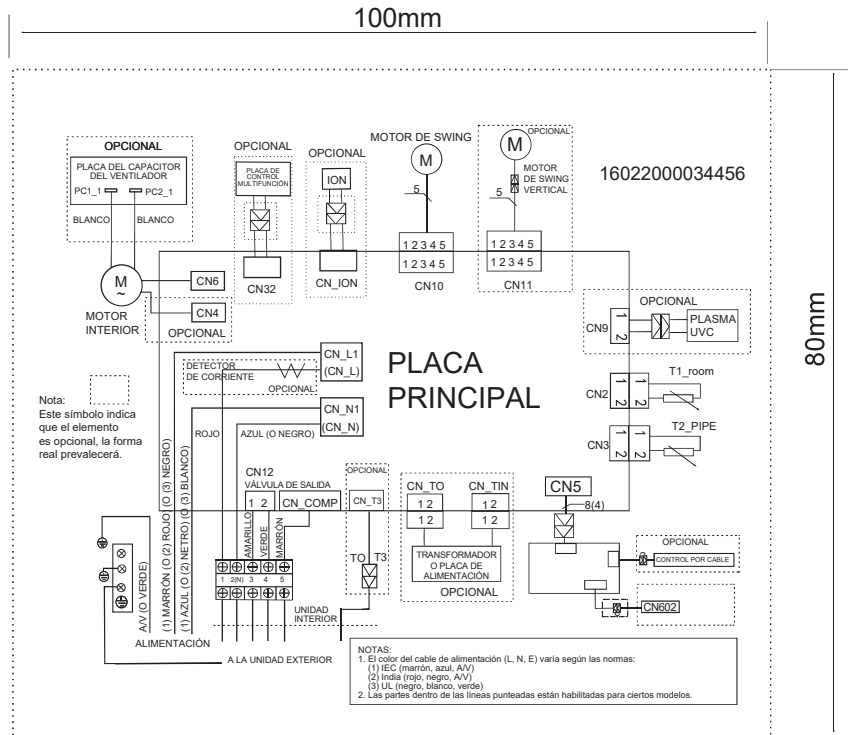 100mm
80mm
16022000034456
OPCIONAL
PLACA DEL CAPACITOR
DEL VENTILADOR
PC1_1
PC2_1
BLANCO
BLANCO
M
~
MOTOR
INTERIOR
CN6
CN4
OPCIONAL
OPCIONAL
PLACA DE
CONTROL
MULTIFUNCIÓN
CN32
OPCIONAL
ION
CN_ION
MOTOR DE SWING
M
5
1 2 3 4 5
1 2 3 4 5
CN10
OPCIONAL
M
MOTOR
DE SWING
VERTICAL
5
1 2 3 4 5
1 2 3 4 5
CN11
OPCIONAL
CN9
1
2
PLASMA
UVC
T1_room
CN2
1 1
2 2
T2_PIPE
CN3
1 1
2 2
PLACA
PRINCIPAL
DETECTOR
DE CORRIENTE
OPCIONAL
CN_L1
(CN_L)
CN_N1
(CN_N)
ROJO
AZUL (O NEGRO)
Nota:
Este símbolo indica
que el elemento
es opcional, la forma
real prevalecerá.
CN12
VÁLVULA DE SALIDA
1 2
CN_COMP
AMARILLO
VERDE
MARRÓN
OPCIONAL
CN_T3
TO
T3
CN_TO
CN_TIN
1 2
1 2
1 2
1 2
TRANSFORMADOR
O PLACA DE
ALIMENTACIÓN
OPCIONAL
CN5
8(4)
OPCIONAL
CONTROL POR CABLE
CN602
1 2(N) 3 4 5
A/V (O VERDE)
(1) MARRÓN (O (2) ROJO) (O (3) NEGRO)
(1) AZUL (O (2) NETRO) (O (3) BLANCO)
ALIMENTACIÓN
UNIDAD
INTERIOR
A LA UNIDAD EXTERIOR
NOTAS:
1. El color del cable de alimentación (L, N, E) varía según las normas:
(1) IEC (marrón, azul, A/V)
(2) India (rojo, negro, A/V)
(3) UL (negro, blanco, verde)
2. Las partes dentro de las líneas punteadas están habilitadas para ciertos modelos.